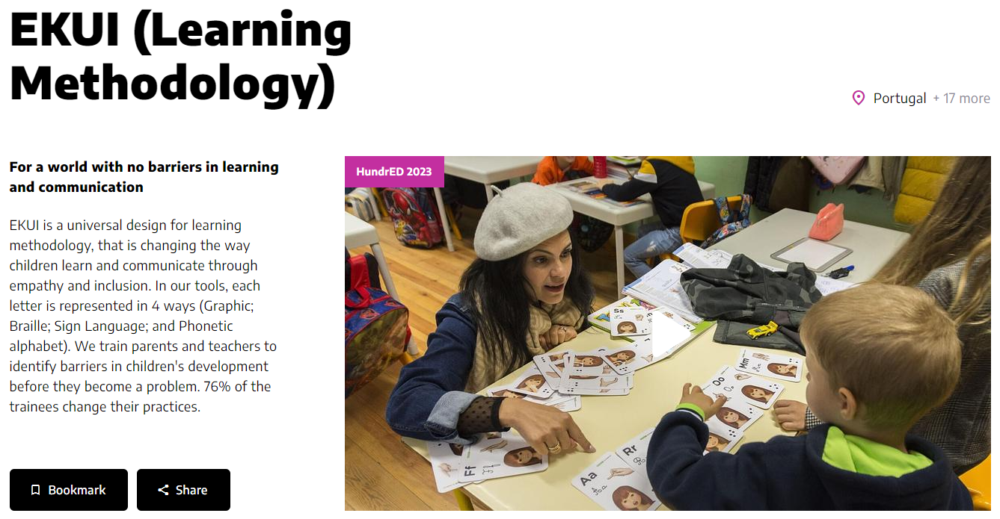 EKUI (Learning
Methodology)
Portugal + 17 more
For a world with no barriers in learning
and communication
HundrED 2023
EKUI is a universal design for learning
methodology, that is changing the way
children learn and communicate through
empathy and inclusion. In our tools, each
letter is represented in 4 ways (Graphic;
Braille; Sign Language; and Phonetic
alphabet). We train parents and teachers to
identify barriers in children's development
before they become a problem. 76% of the
trainees change their practices.
Ss
Mm
Oo
Rr
Ff
Aa
Bookmark
Share